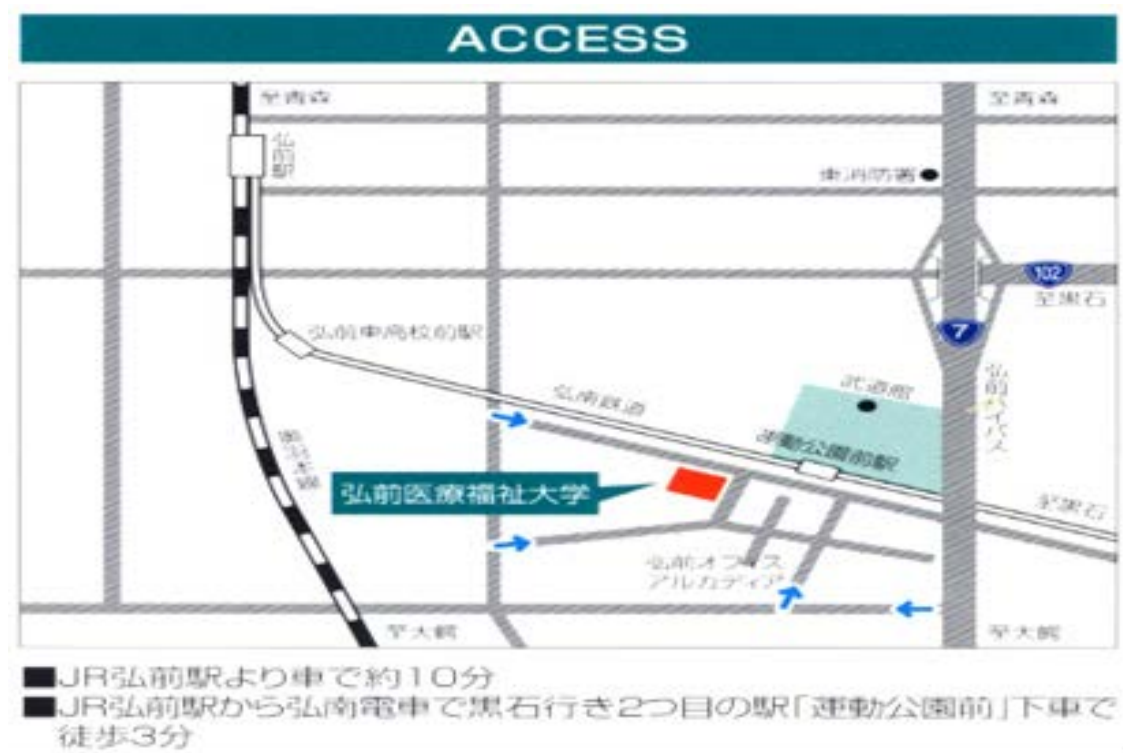 ACCESS
至青森
至青森
弘前駅
東消防署
102
至黒石
7
弘前東高校前駅
弘南鉄道
武道館
弘前バイパス
運動公園前駅
奥羽本線
弘前医療福祉大学
至黒石
弘前オフィス
アルカディア
至大鰐
至大鰐
■JR弘前駅より車で約10分
■JR弘前駅から弘南電車で黒石行き2つ目の駅「運動公園前」下車で
徒歩3分